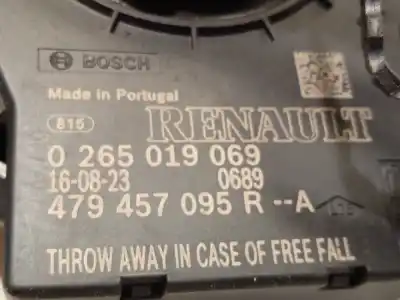 BOSCH
Made in Portugal
815
RENAULT
0 265 019 069
16-08-23 0689
479 457 095 R --A
THROW AWAY IN CASE OF FREE FALL